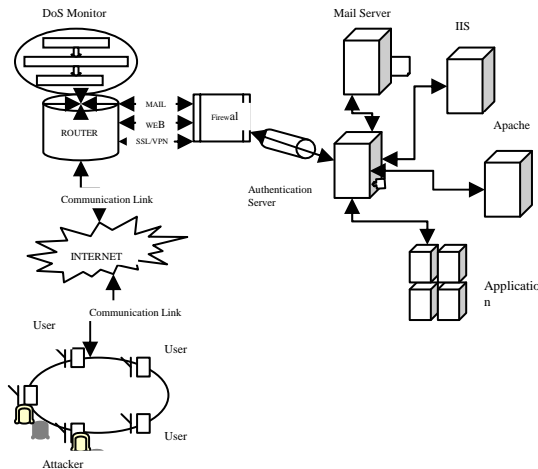 DoS Monitor
Mail Server
IIS
MAIL
WEB
SSL/VPN
ROUTER
Firewal
Apache
Authentication
Server
Communication Link
INTERNET
Applicatio
n
Communication Link
User
User
User
Attacker